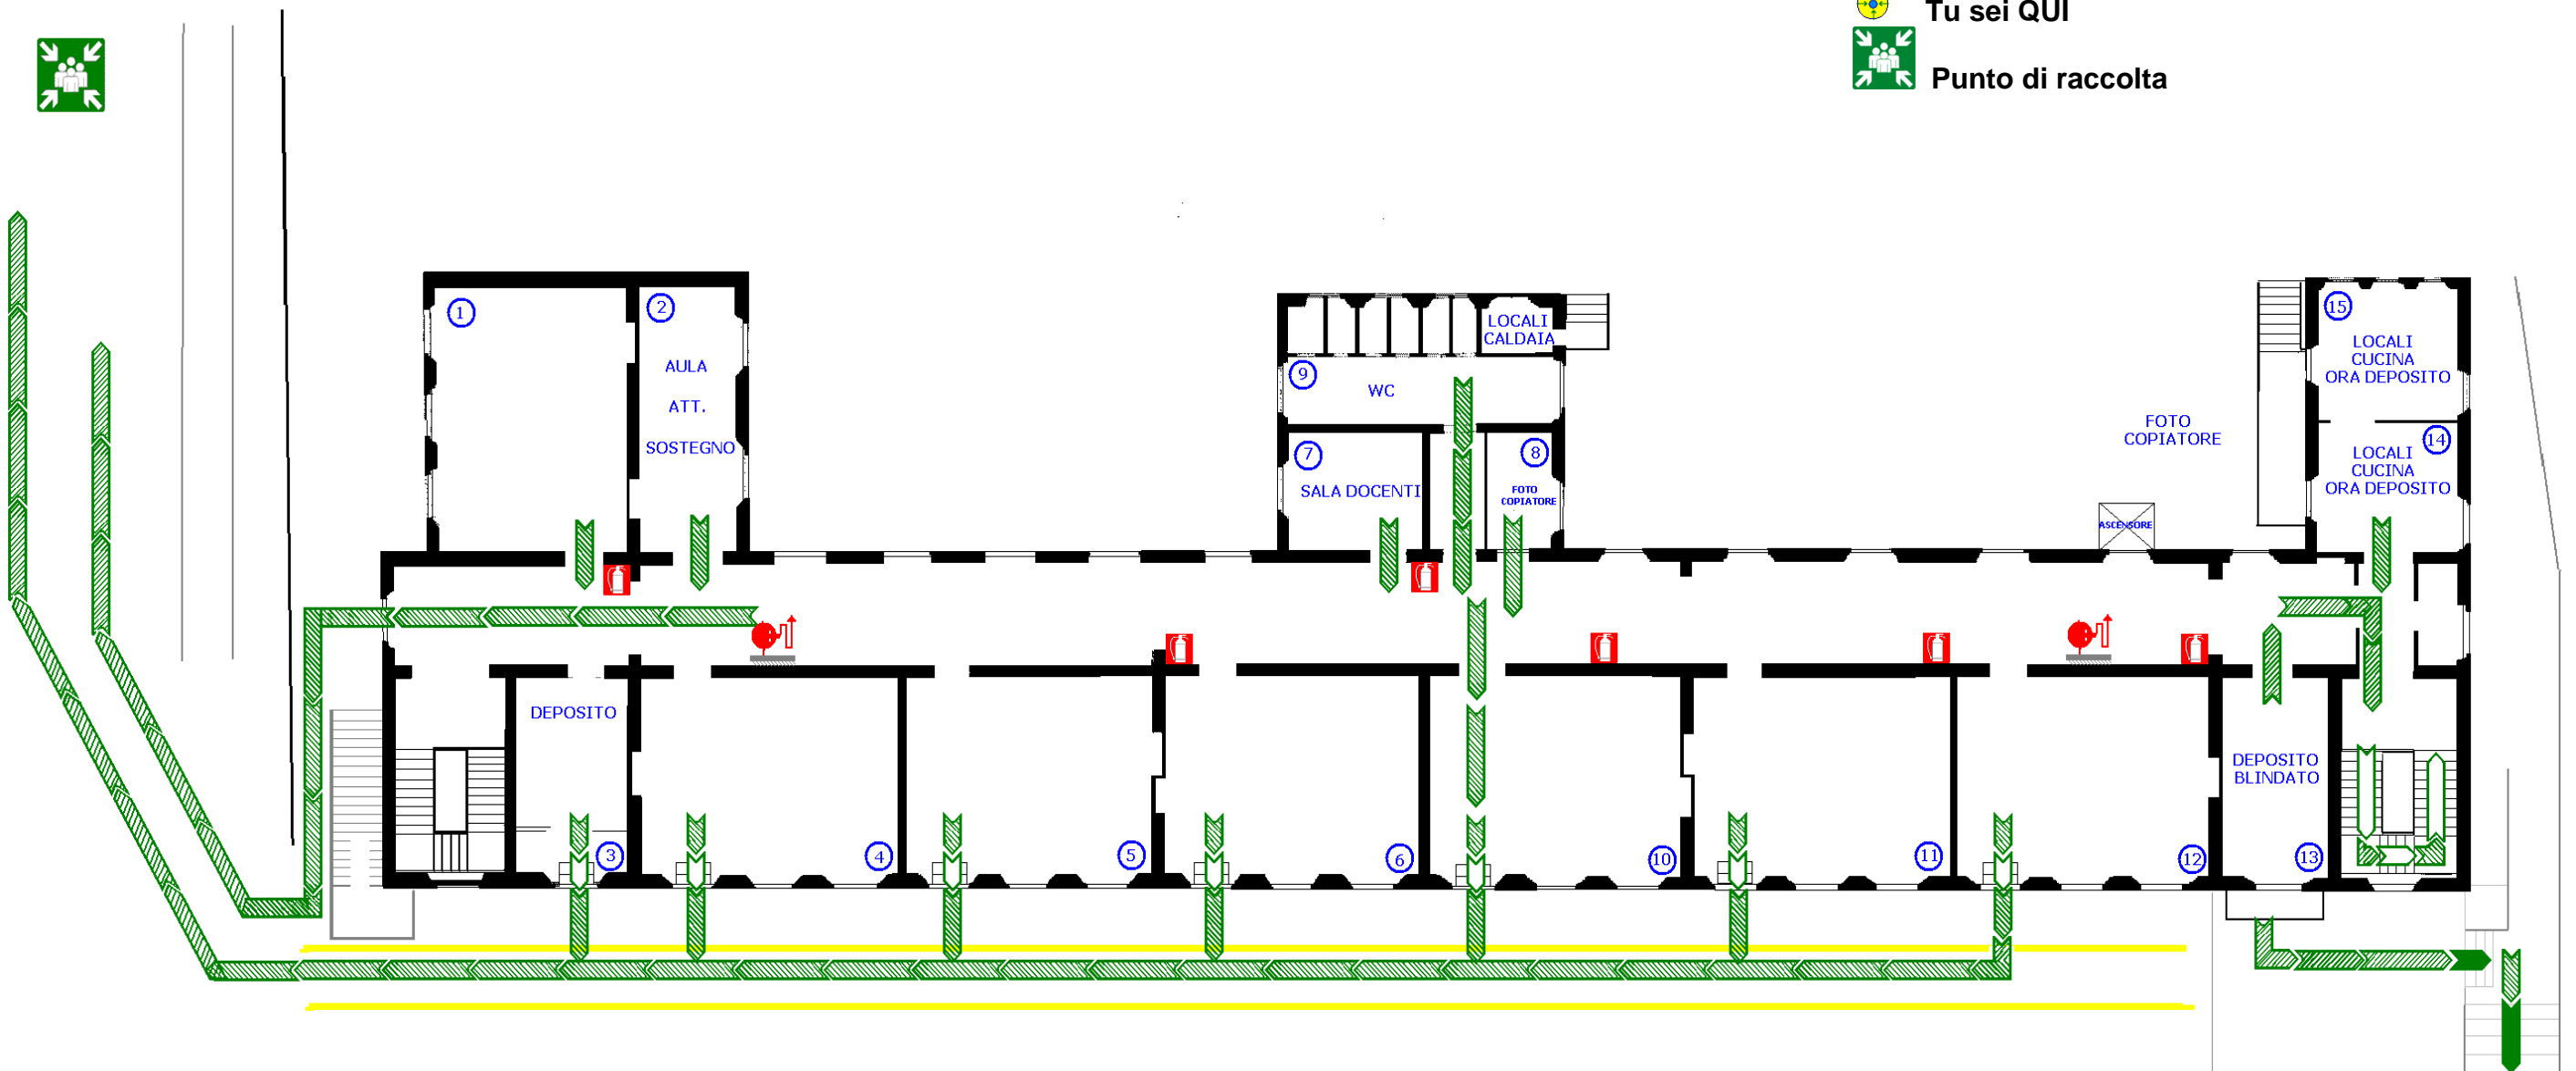 Tu sei QUI
Punto di raccolta
1
2
AULA
ATT.
SOSTEGNO
LOCALI
CALDAIA
9
WC
7
SALA DOCENTI
8
FOTO
COPIATORE
FOTO
COPIATORE
ASCENSORE
15
LOCALI
CUCINA
ORA DEPOSITO
14
LOCALI
CUCINA
ORA DEPOSITO
DEPOSITO
3
4
5
6
10
11
12
DEPOSITO
BLINDATO
13